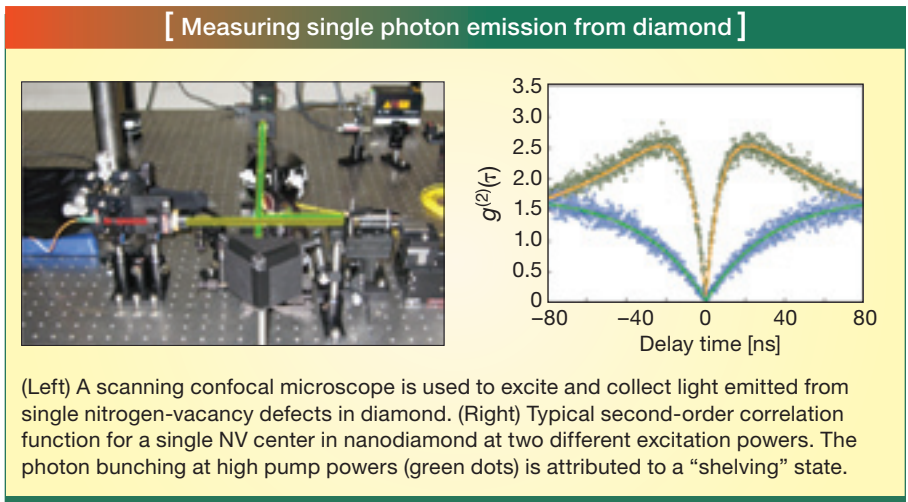 [ Measuring single photon emission from diamond ]
3.5
3.0
2.5
2.0
1.5
1.0
0.5
0
g(2)(τ)
−80 −40 0 40 80
Delay time [ns]
(Left) A scanning confocal microscope is used to excite and collect light emitted from
single nitrogen-vacancy defects in diamond. (Right) Typical second-order correlation
function for a single NV center in nanodiamond at two different excitation powers. The
photon bunching at high pump powers (green dots) is attributed to a “shelving” state.